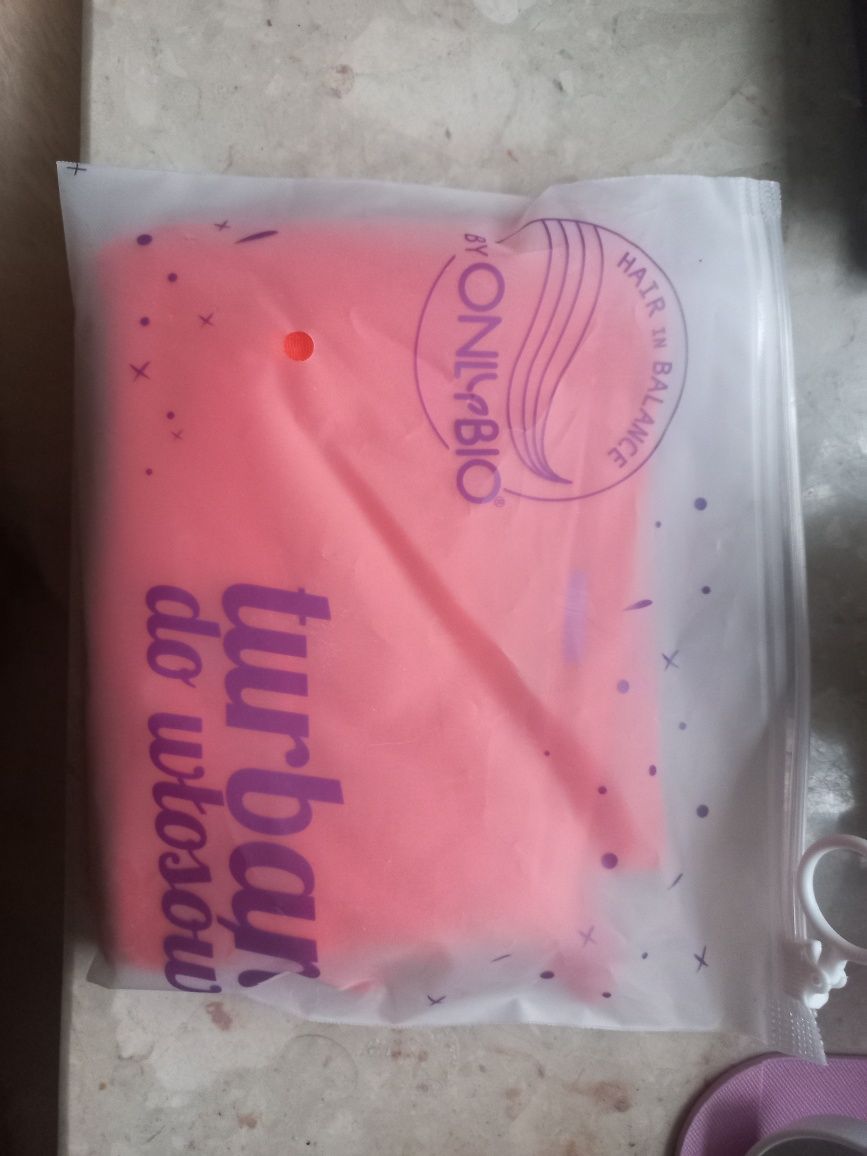 HAIR IN BALANCE
BY ONLYBIO®
turban
do włosów